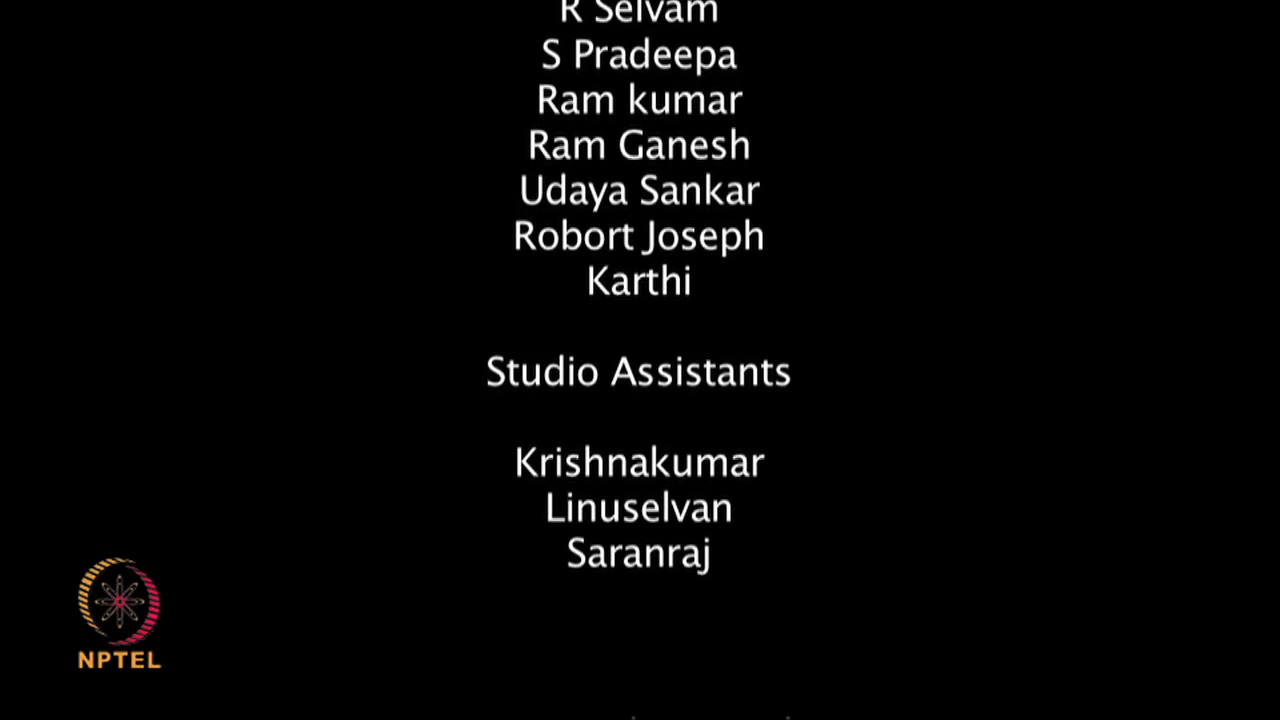 R Selvam
S Pradeepa
Ram kumar
Ram Ganesh
Udaya Sankar
Robort Joseph
Karthi
Studio Assistants
Krishnakumar
Linuselvan
Saranraj
NPTEL